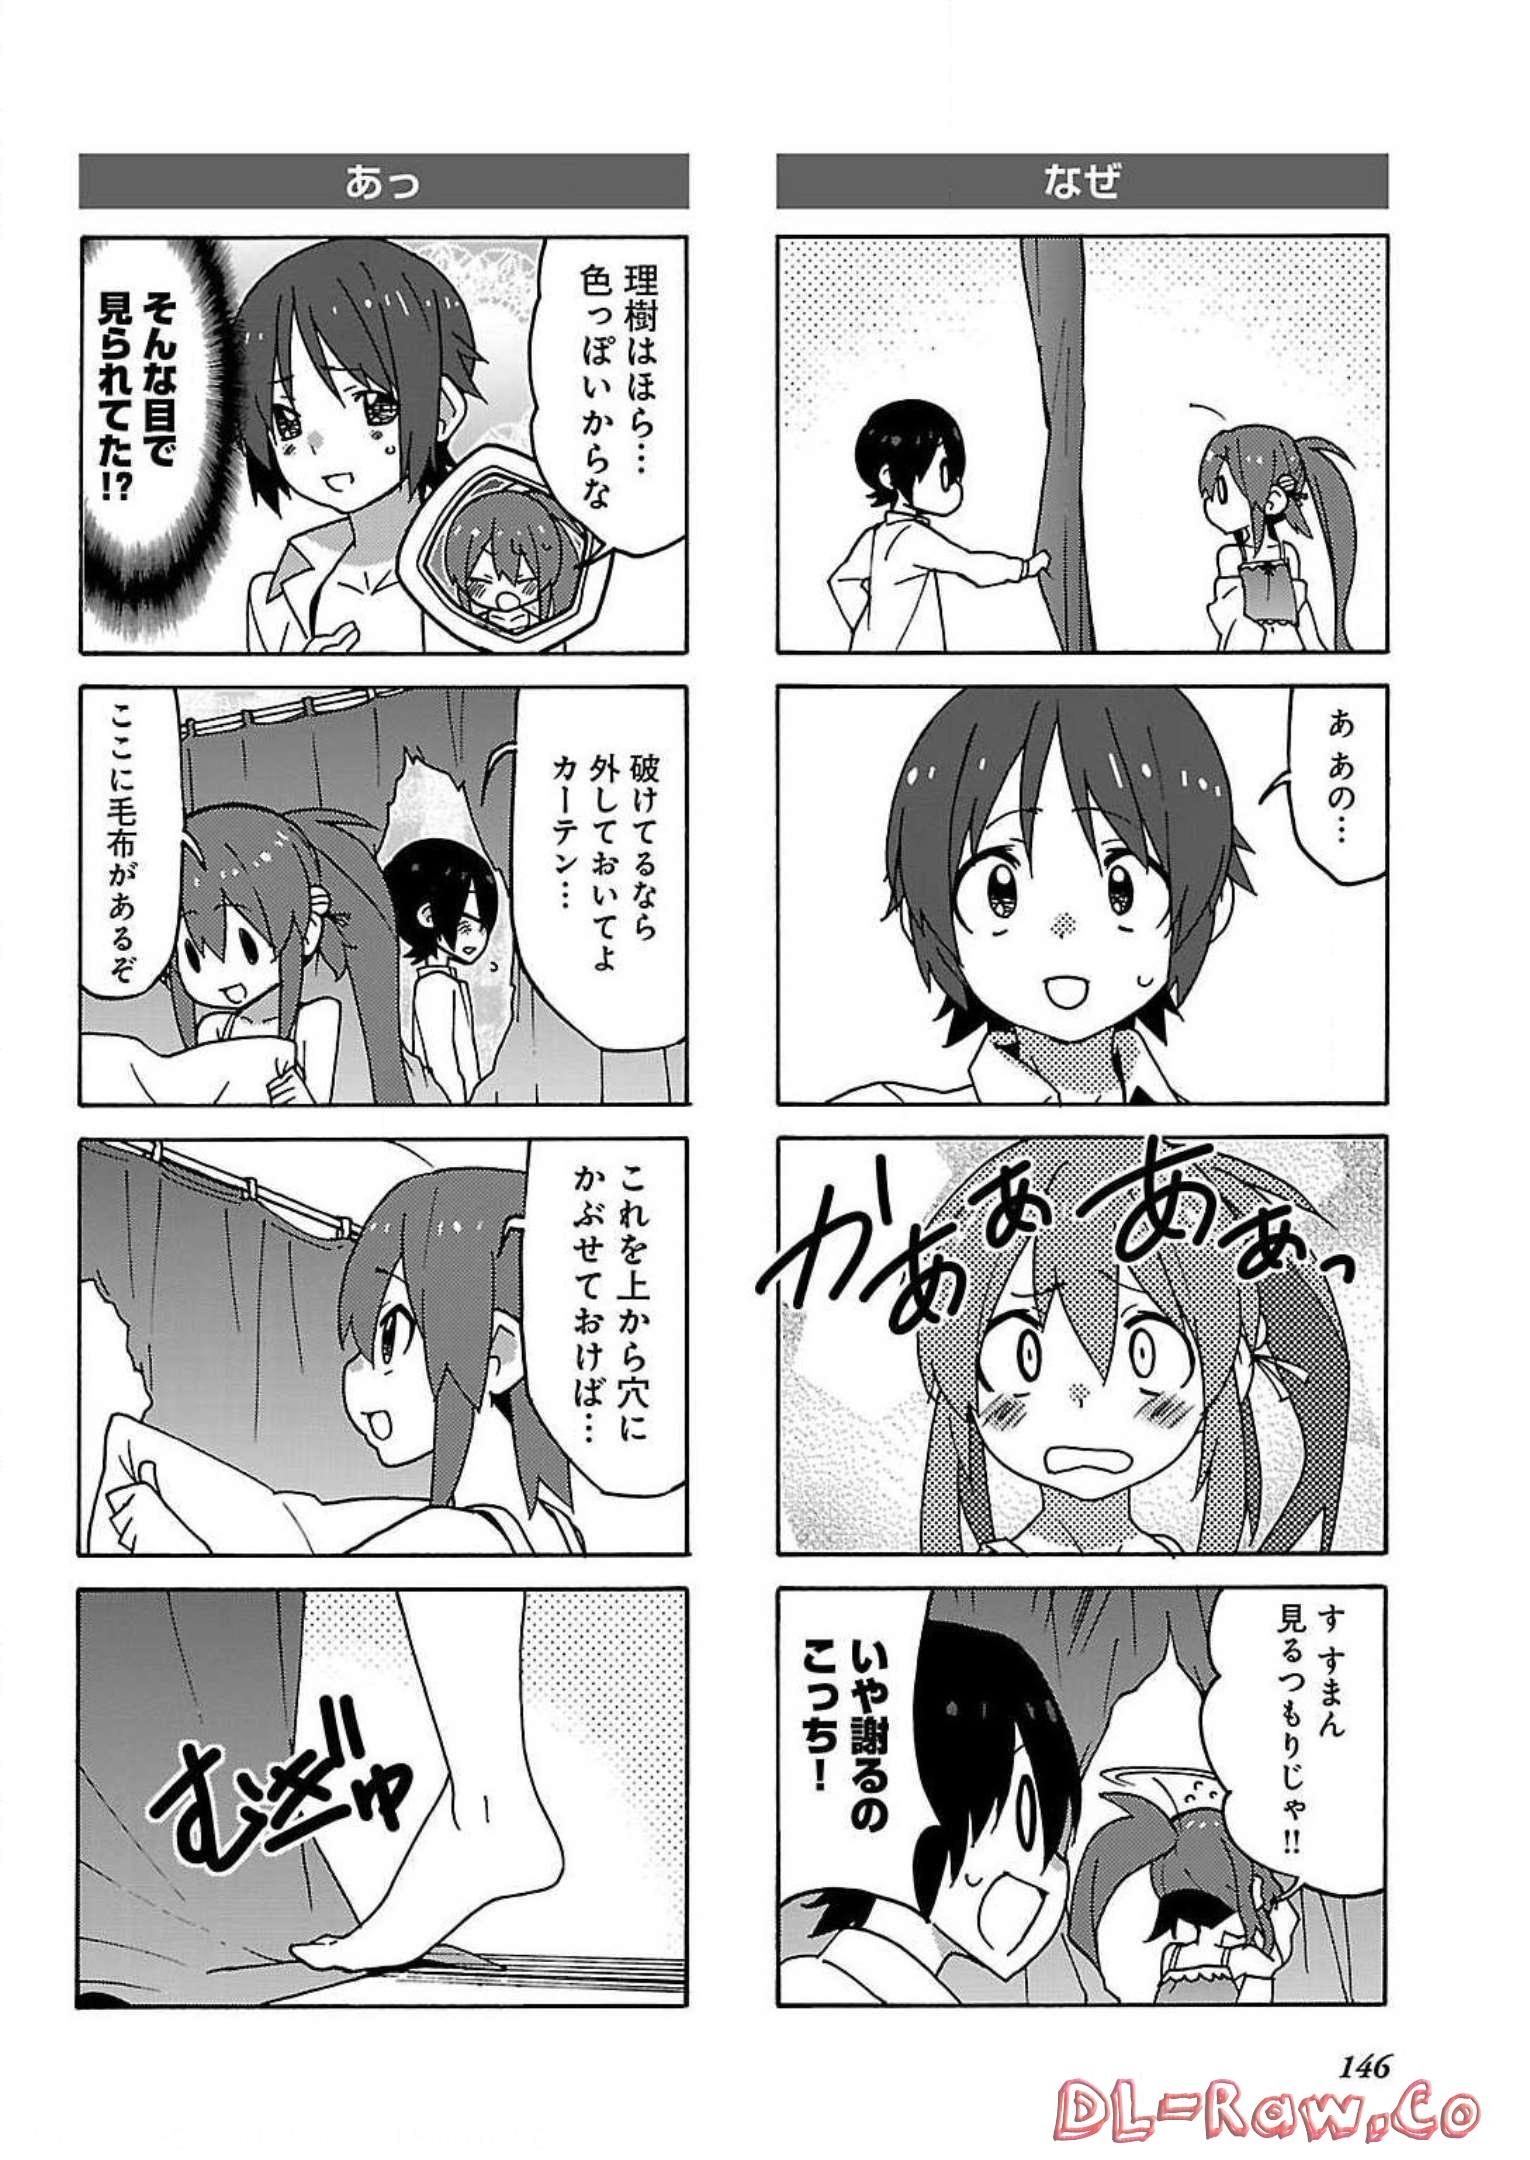 なぜ
あ あの…
かぁぁぁぁぁっ
す すまん
見るつもりじゃ!!
いや謝るの
こっち！
あっ
理樹はほら…
色っぽいからな
そんな目で
見られてた!?
破けてるなら
外しておいてよ
カーテン…
ここに毛布があるぞ
これを上から穴に
かぶせておけば…
むぎゅ
146
DL-Raw.Co